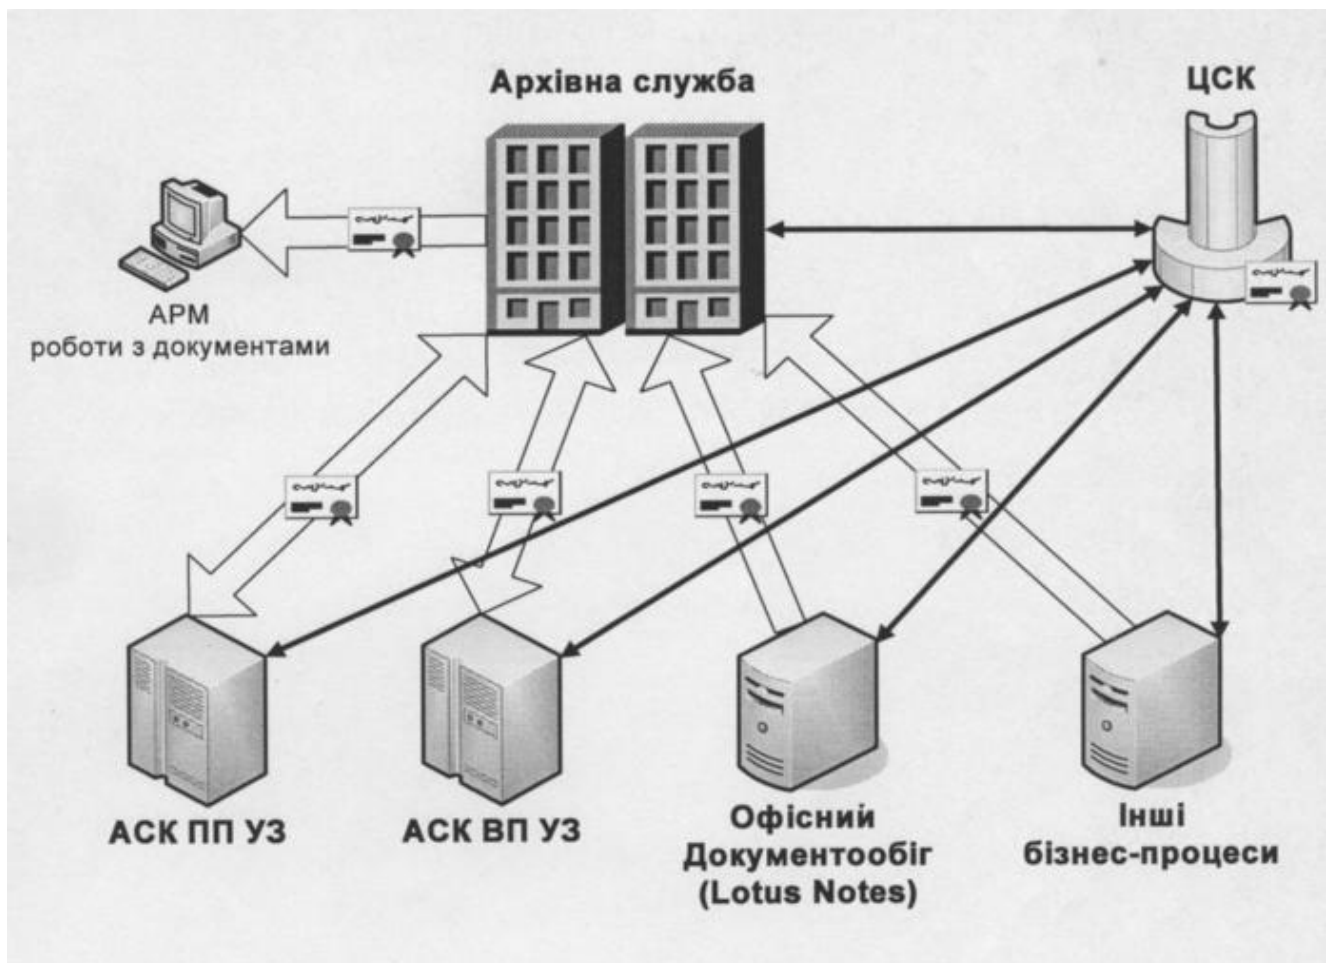 Архівна служба
ЦСК
АРМ
роботи з документами
АСК ПП УЗ
АСК ВП УЗ
Офісний
Документообіг
(Lotus Notes)
Інші
бізнес-процеси